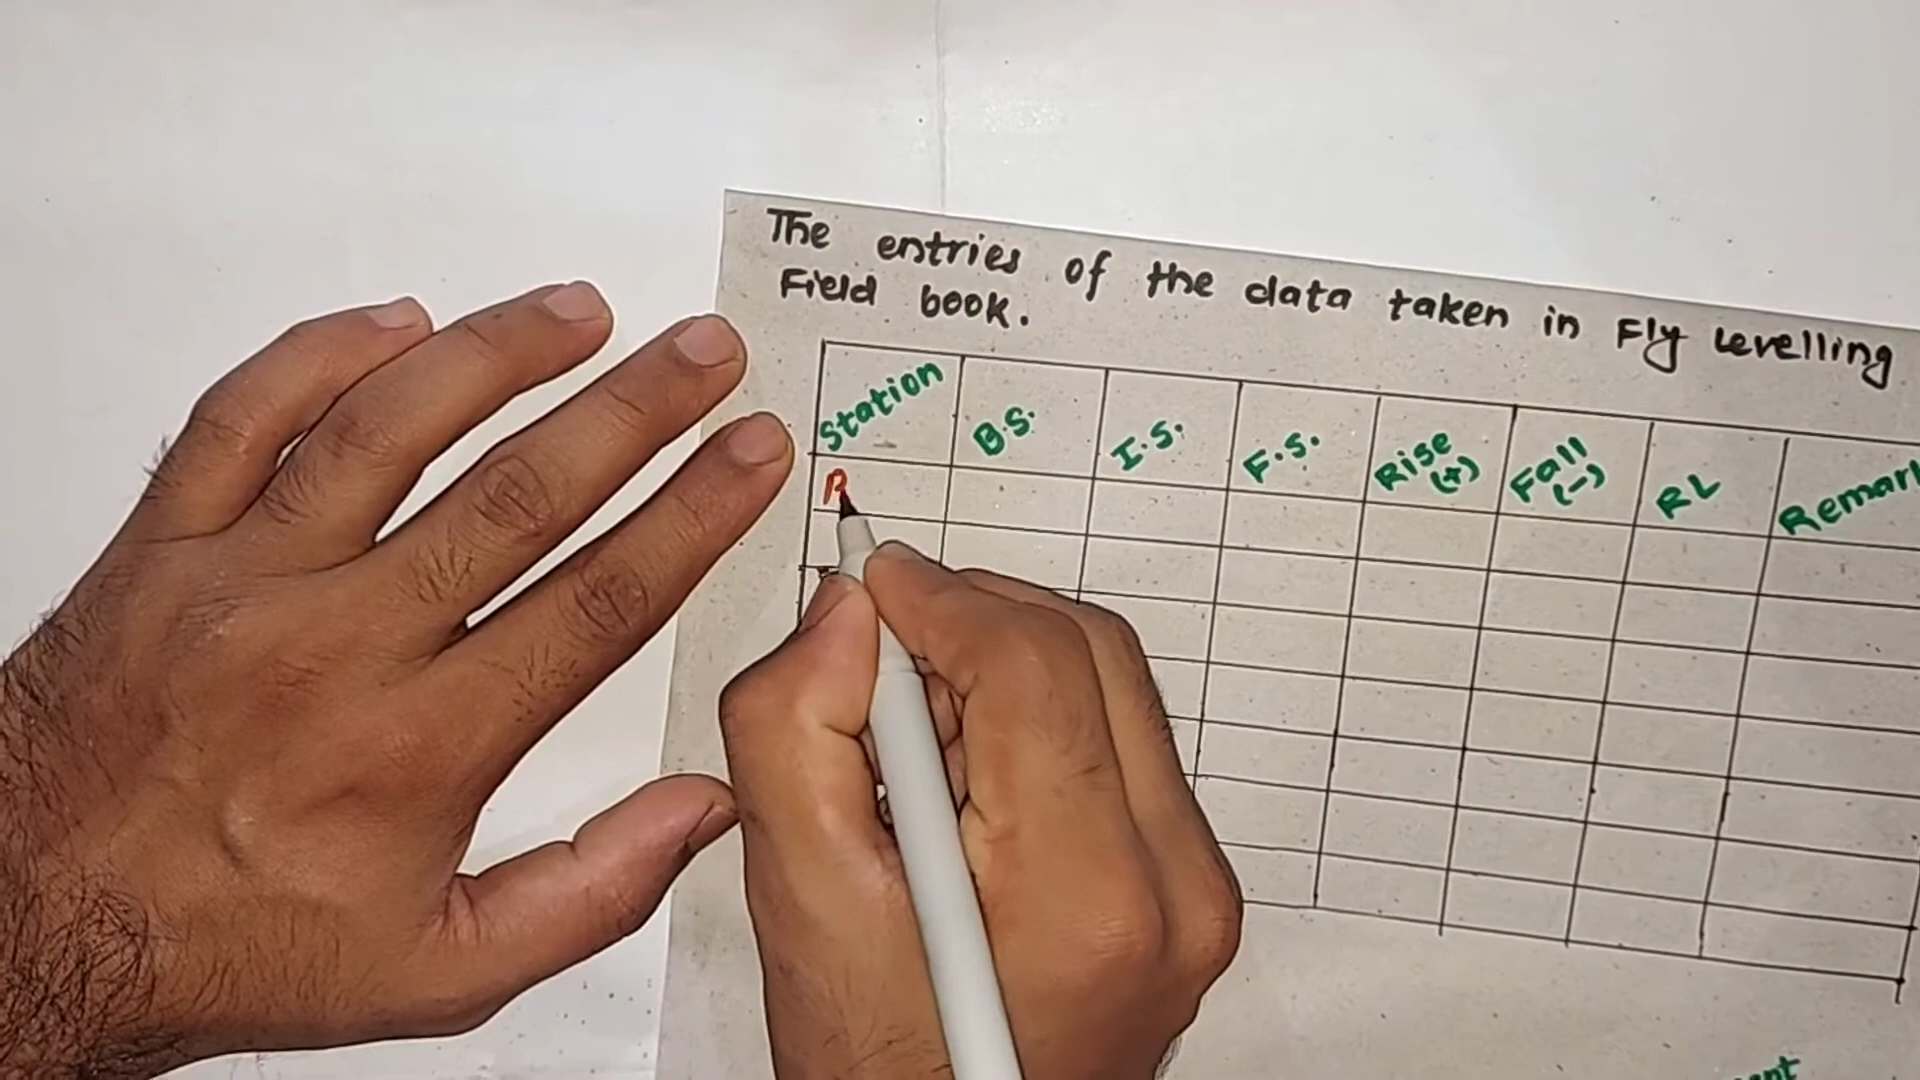 The entries of the data taken in Fly Levelling
Field book.
Station B.S. I.S. F.S. Rise (+) Fall (-) RL Remark